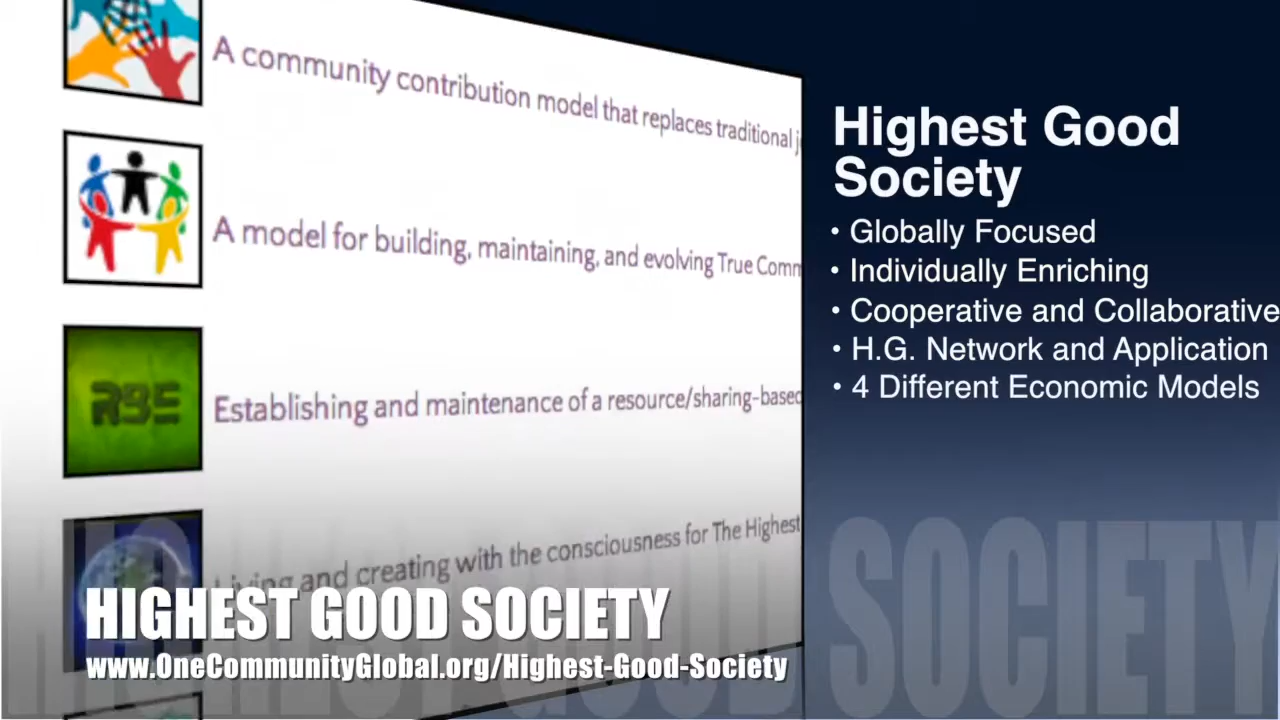 A community contribution model that replaces traditional
A model for building, maintaining, and evolving True
RBE
Establishing and maintenance of a resource/sharing-based
Living and creating with the consciousness for The Highest
Highest Good
Society
• Globally Focused
• Individually Enriching
• Cooperative and Collaborative
• H.G. Network and Application
• 4 Different Economic Models
HIGHEST GOOD SOCIETY
HIGHEST GOOD SOCIETY
www.OneCommunityGlobal.org/Highest-Good-Society